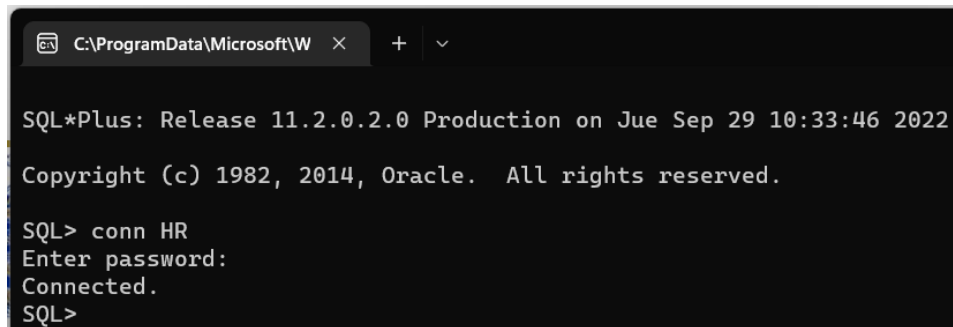 C:\ProgramData\Microsoft\W
SQL*Plus: Release 11.2.0.2.0 Production on Jue Sep 29 10:33:46 2022
Copyright (c) 1982, 2014, Oracle.  All rights reserved.
SQL> conn HR
Enter password:
Connected.
SQL>